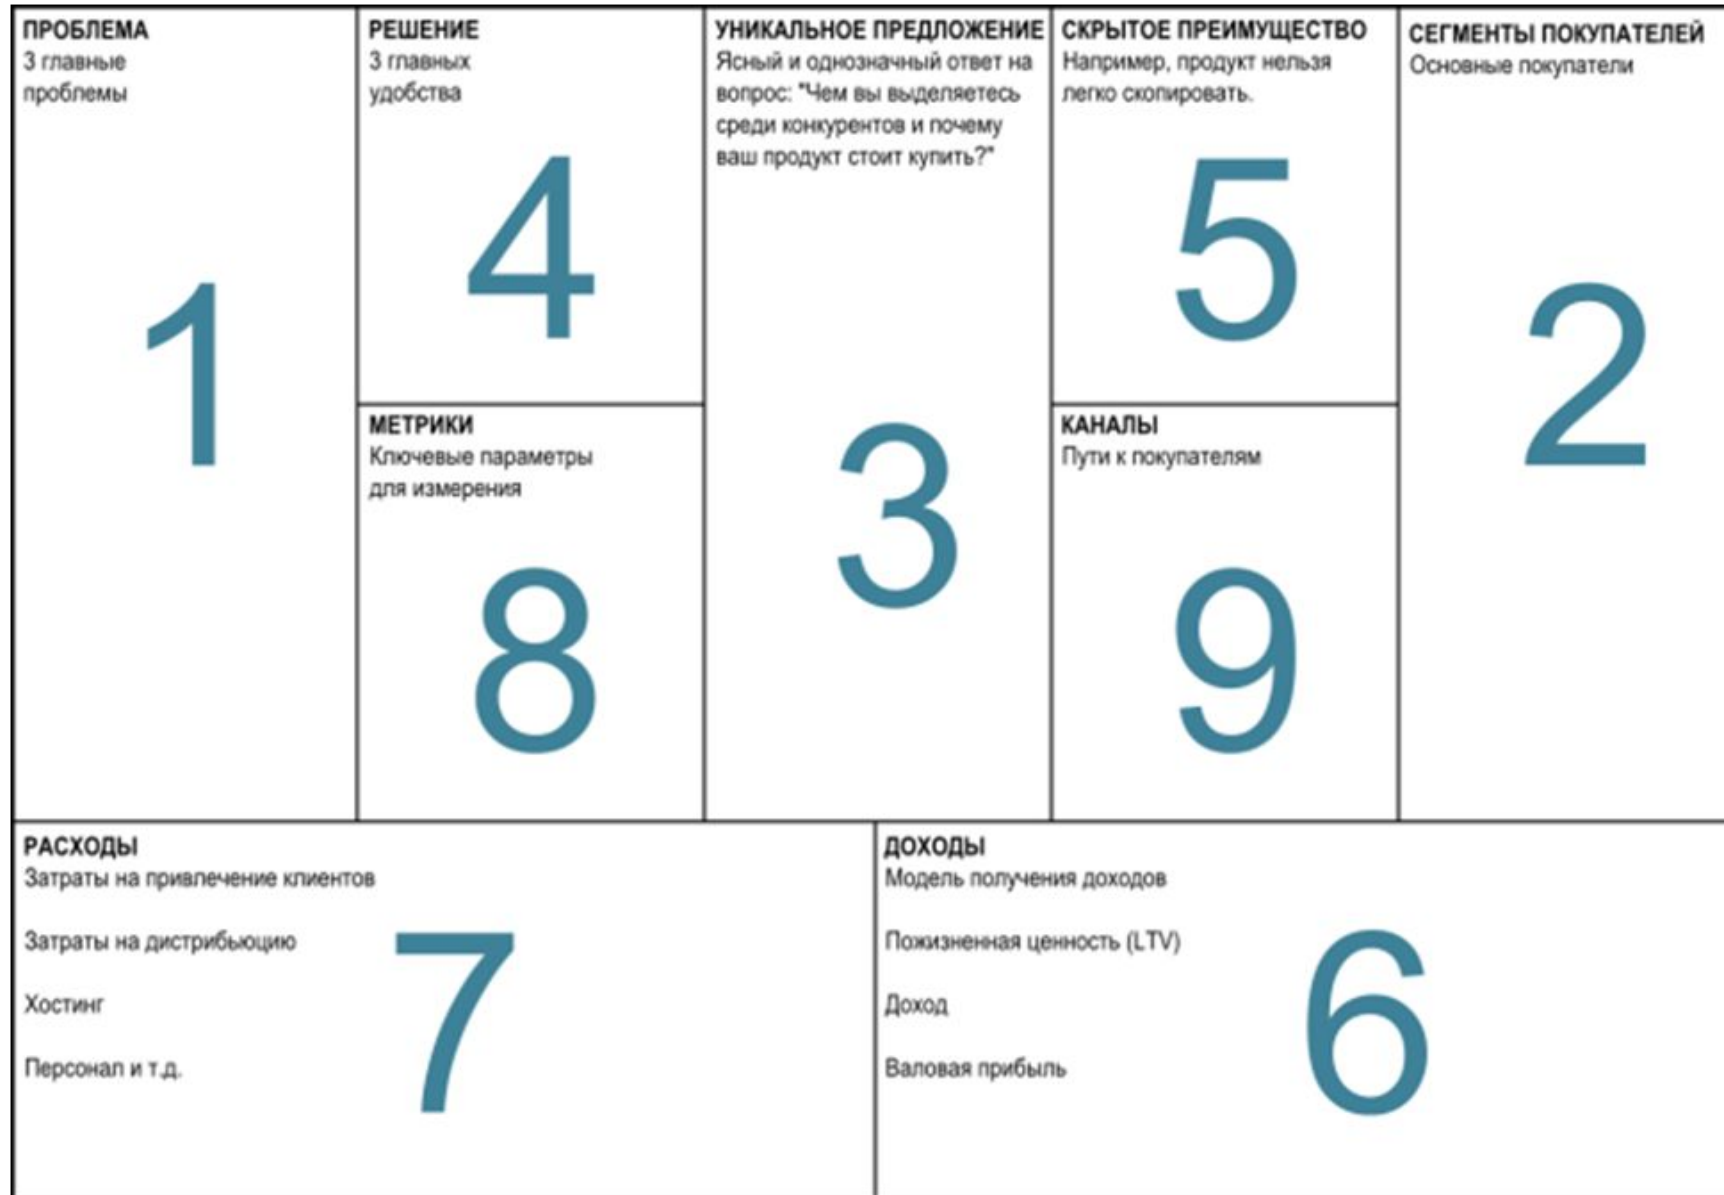 ПРОБЛЕМА
3 главные
проблемы
1
РЕШЕНИЕ
3 главных
удобства
4
МЕТРИКИ
Ключевые параметры
для измерения
8
УНИКАЛЬНОЕ ПРЕДЛОЖЕНИЕ
Ясный и однозначный ответ на
вопрос: "Чем вы выделяетесь
среди конкурентов и почему
ваш продукт стоит купить?"
3
СКРЫТОЕ ПРЕИМУЩЕСТВО
Например, продукт нельзя
легко скопировать.
5
КАНАЛЫ
Пути к покупателям
9
СЕГМЕНТЫ ПОКУПАТЕЛЕЙ
Основные покупатели
2
РАСХОДЫ
Затраты на привлечение клиентов
Затраты на дистрибьюцию
Хостинг
Персонал и т.д.
7
ДОХОДЫ
Модель получения доходов
Пожизненная ценность (LTV)
Доход
Валовая прибыль
6